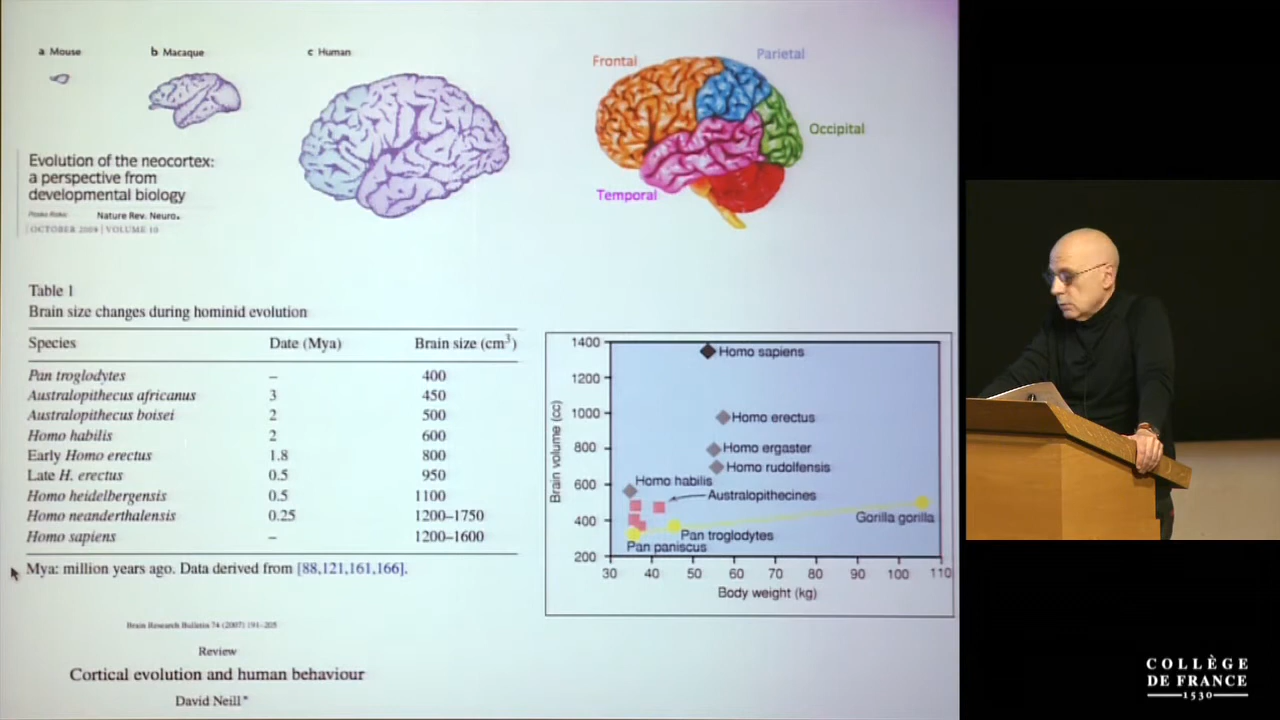 a Mouse
b Macaque
c Human
Evolution of the neocortex:
a perspective from
developmental biology
Nature Rev. Neuro.
OCTOBER 2009 | VOLUME 10
Frontal
Parietal
Occipital
Temporal
Table 1
Brain size changes during hominid evolution
Species Date (Mya) Brain size (cm³)
Pan troglodytes – 400
Australopithecus africanus 3 450
Australopithecus boisei 2 500
Homo habilis 2 600
Early Homo erectus 1.8 800
Late H. erectus 0.5 950
Homo heidelbergensis 0.5 1100
Homo neanderthalensis 0.25 1200–1750
Homo sapiens – 1200–1600
Mya: million years ago. Data derived from [88,121,161,166].
Brain Research Bulletin 74 (2007) 191–205
Review
Cortical evolution and human behaviour
David Neill*
Brain volume (cc)
1400
1200
1000
800
600
400
200
Homo sapiens
Homo erectus
Homo ergaster
Homo rudolfensis
Homo habilis
Australopithecines
Gorilla gorilla
Pan troglodytes
Pan paniscus
30 40 50 60 70 80 90 100 110
Body weight (kg)
COLLÈGE
DE FRANCE
1530